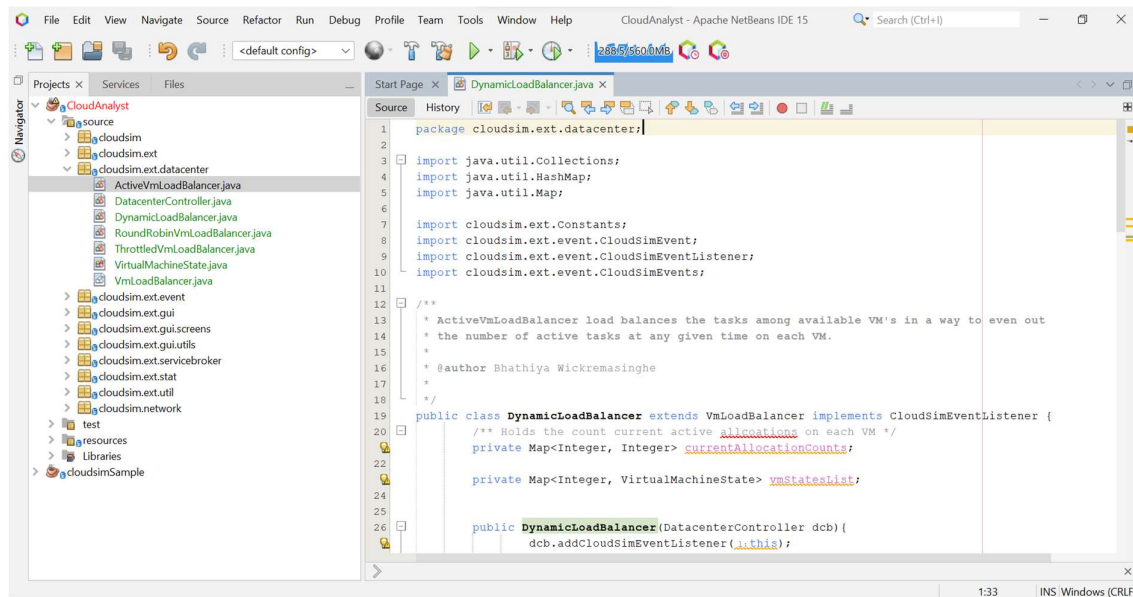 File Edit View Navigate Source Refactor Run Debug Profile Team Tools Window Help CloudAnalyst - Apache NetBeans IDE 15 Search (Ctrl+I)
<default config> 288.5/560.0MB
Projects Services Files
Start Page DynamicLoadBalancer.java
Navigator
CloudAnalyst
source
cloudsim
cloudsim.ext
cloudsim.ext.datacenter
ActiveVmLoadBalancer.java
DatacenterController.java
DynamicLoadBalancer.java
RoundRobinVmLoadBalancer.java
ThrottledVmLoadBalancer.java
VirtualMachineState.java
VmLoadBalancer.java
cloudsim.ext.event
cloudsim.ext.gui
cloudsim.ext.gui.screens
cloudsim.ext.gui.utils
cloudsim.ext.servicebroker
cloudsim.ext.stat
cloudsim.ext.util
cloudsim.network
test
resources
Libraries
cloudsimSample
Source History
1 package cloudsim.ext.datacenter;
2
3 import java.util.Collections;
4 import java.util.HashMap;
5 import java.util.Map;
6
7 import cloudsim.ext.Constants;
8 import cloudsim.ext.event.CloudSimEvent;
9 import cloudsim.ext.event.CloudSimEventListener;
10 import cloudsim.ext.event.CloudSimEvents;
11
12 /**
13 * ActiveVmLoadBalancer load balances the tasks among available VM's in a way to even out
14 * the number of active tasks at any given time on each VM.
15 *
16 * @author Bhathiya Wickremasinghe
17 *
18 */
19 public class DynamicLoadBalancer extends VmLoadBalancer implements CloudSimEventListener {
20 /** Holds the count current active allcoations on each VM */
private Map<Integer, Integer> currentAllocationCounts;
22
private Map<Integer, VirtualMachineState> vmStatesList;
24
25
26 public DynamicLoadBalancer(DatacenterController dcb){
dcb.addCloudSimEventListener(l:this);
1:33 INS Windows (CRLF